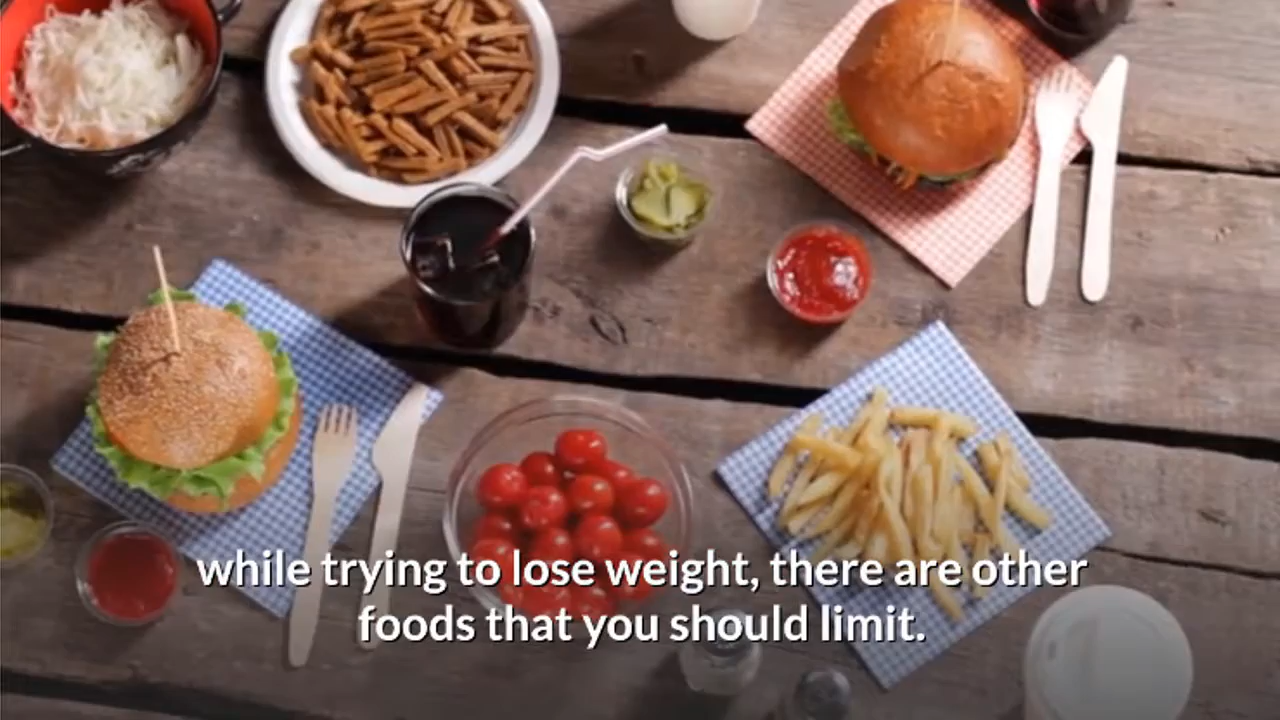 while trying to lose weight, there are other
foods that you should limit.